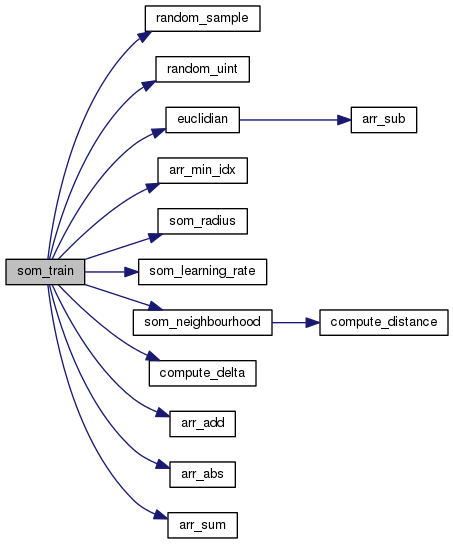 random_sample
random_uint
euclidian
arr_sub
arr_min_idx
som_radius
som_train
som_learning_rate
som_neighbourhood
compute_distance
compute_delta
arr_add
arr_abs
arr_sum